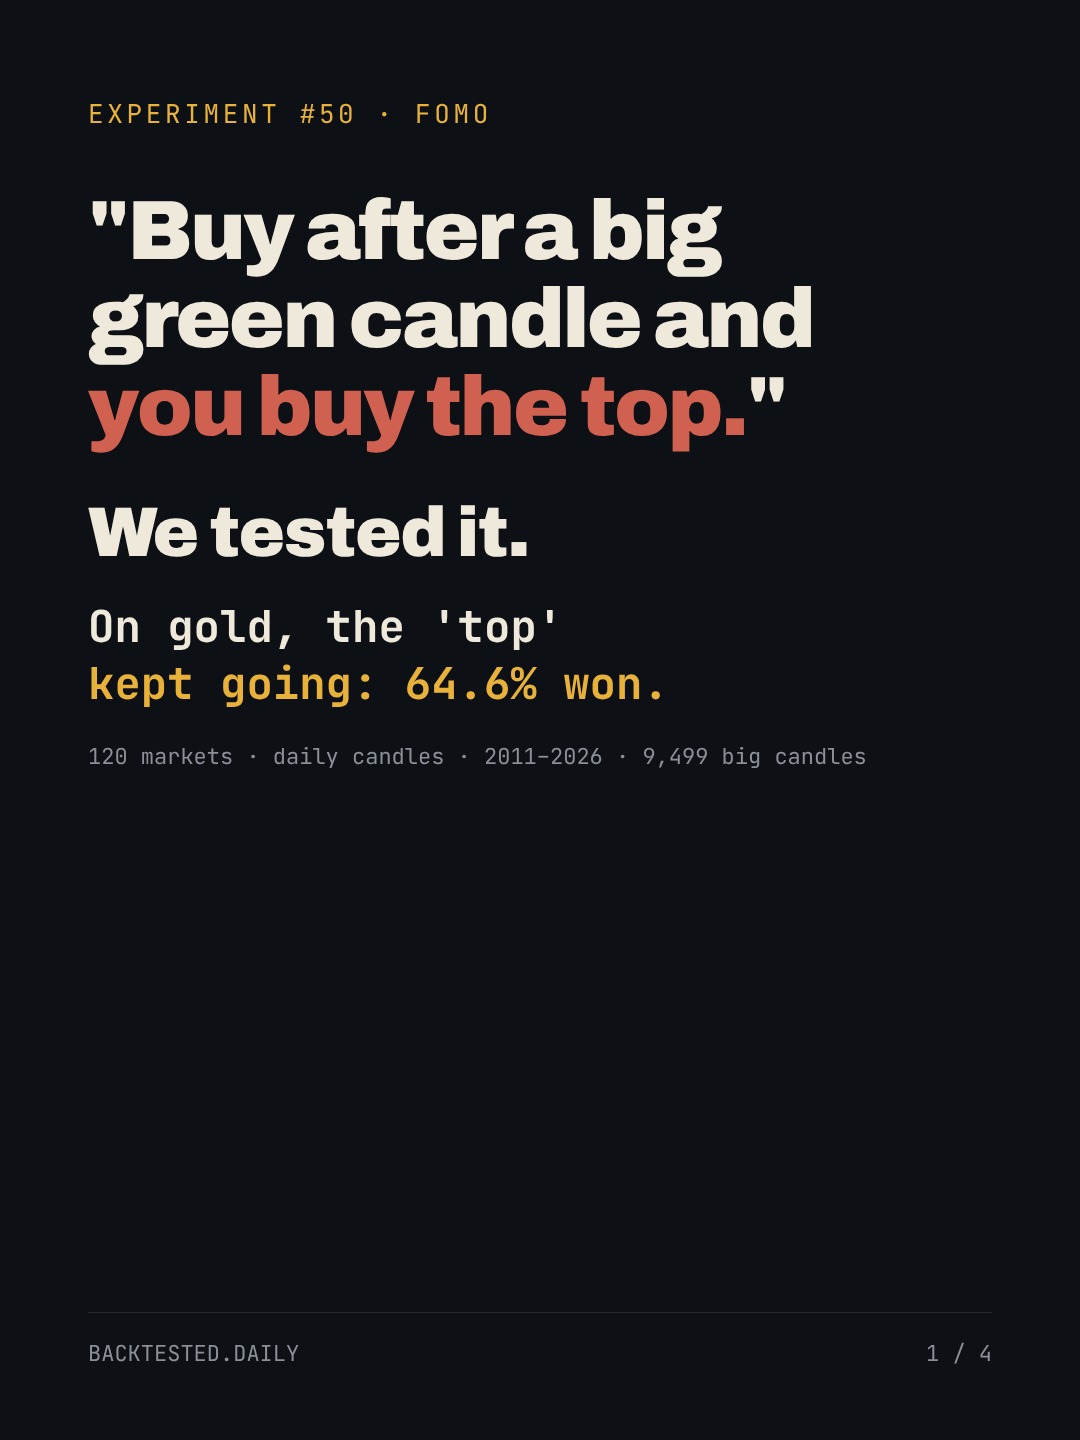 EXPERIMENT #50 · FOMO
"Buy after a big
green candle and
you buy the top."
We tested it.
On gold, the 'top'
kept going: 64.6% won.
120 markets · daily candles · 2011–2026 · 9,499 big candles
BACKTESTED.DAILY
1 / 4